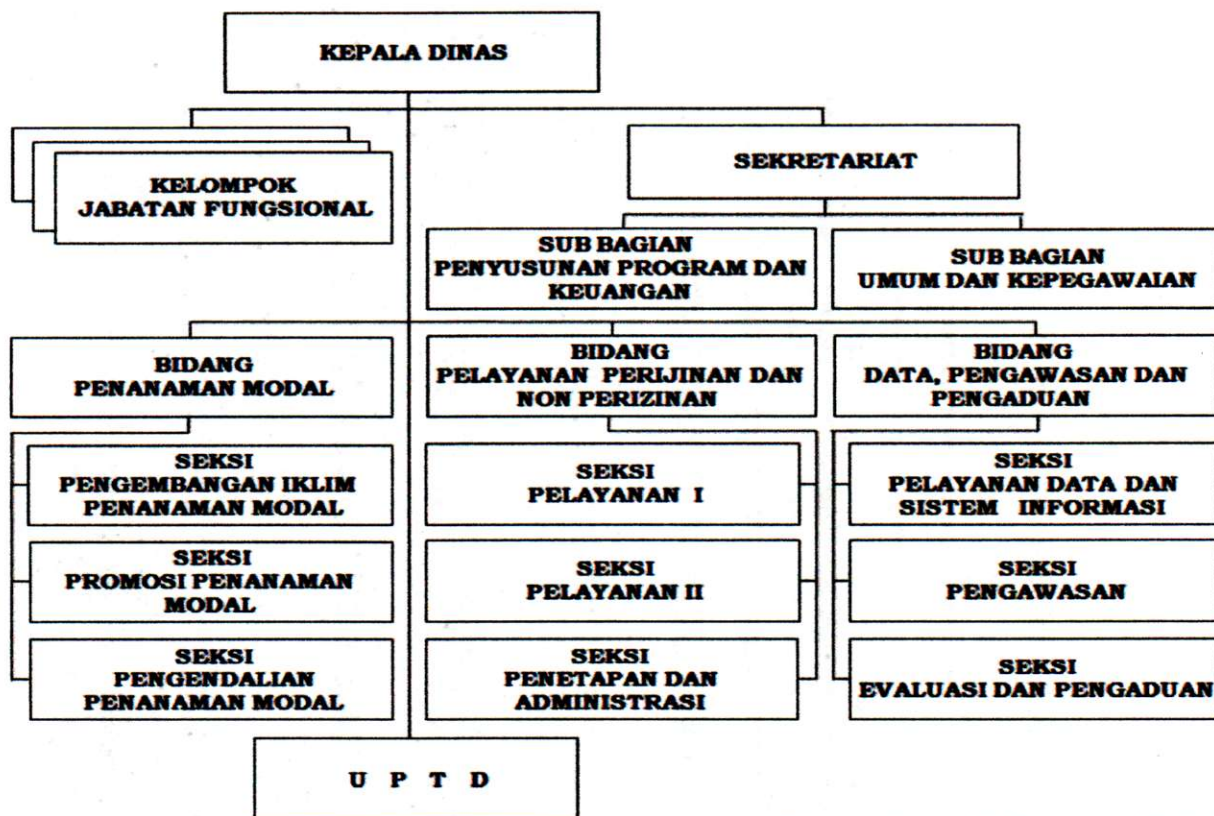 KEPALA DINAS
KELOMPOK
JABATAN FUNGSIONAL
SEKRETARIAT
SUB BAGIAN
PENYUSUNAN PROGRAM DAN
KEUANGAN
SUB BAGIAN
UMUM DAN KEPEGAWAIAN
BIDANG
PENANAMAN MODAL
BIDANG
PELAYANAN PERIJINAN DAN
NON PERIZINAN
BIDANG
DATA, PENGAWASAN DAN
PENGADUAN
SEKSI
PENGEMBANGAN IKLIM
PENANAMAN MODAL
SEKSI
PELAYANAN I
SEKSI
PELAYANAN DATA DAN
SISTEM INFORMASI
SEKSI
PROMOSI PENANAMAN
MODAL
SEKSI
PELAYANAN II
SEKSI
PENGAWASAN
SEKSI
PENGENDALIAN
PENANAMAN MODAL
SEKSI
PENETAPAN DAN
ADMINISTRASI
SEKSI
EVALUASI DAN PENGADUAN
U P T D